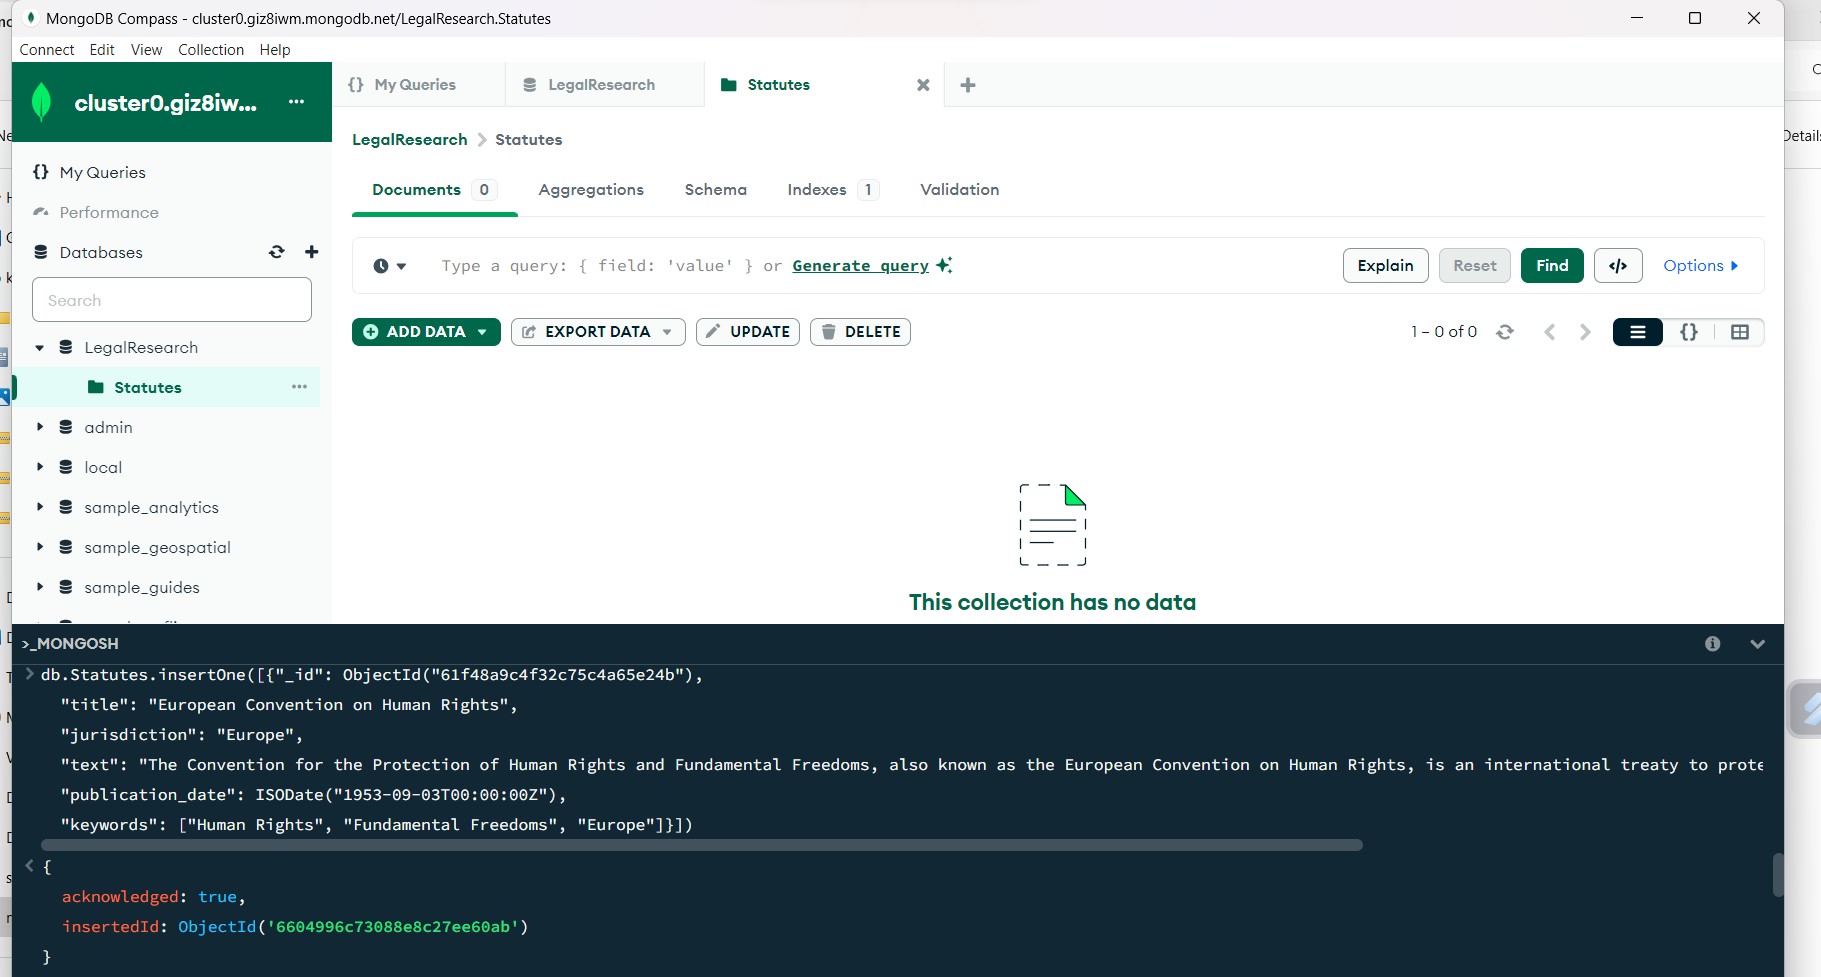 MongoDB Compass - cluster0.giz8iwm.mongodb.net/LegalResearch.Statutes
Connect Edit View Collection Help
cluster0.giz8iw... ...
{} My Queries
LegalResearch
Statutes
LegalResearch > Statutes
{} My Queries
Performance
Databases
Search
LegalResearch
Statutes ...
admin
local
sample_analytics
sample_geospatial
sample_guides
Documents 0 Aggregations Schema Indexes 1 Validation
Type a query: { field: 'value' } or Generate query
Explain Reset Find </> Options
ADD DATA EXPORT DATA UPDATE DELETE
1 – 0 of 0
{}
This collection has no data
>_MONGOSH
> db.Statutes.insertOne([{"_id": ObjectId("61f48a9c4f32c75c4a65e24b"),
"title": "European Convention on Human Rights",
"jurisdiction": "Europe",
"text": "The Convention for the Protection of Human Rights and Fundamental Freedoms, also known as the European Convention on Human Rights, is an international treaty to prote
"publication_date": ISODate("1953-09-03T00:00:00Z"),
"keywords": ["Human Rights", "Fundamental Freedoms", "Europe"]}])
< {
acknowledged: true,
insertedId: ObjectId('6604996c73088e8c27ee60ab')
}